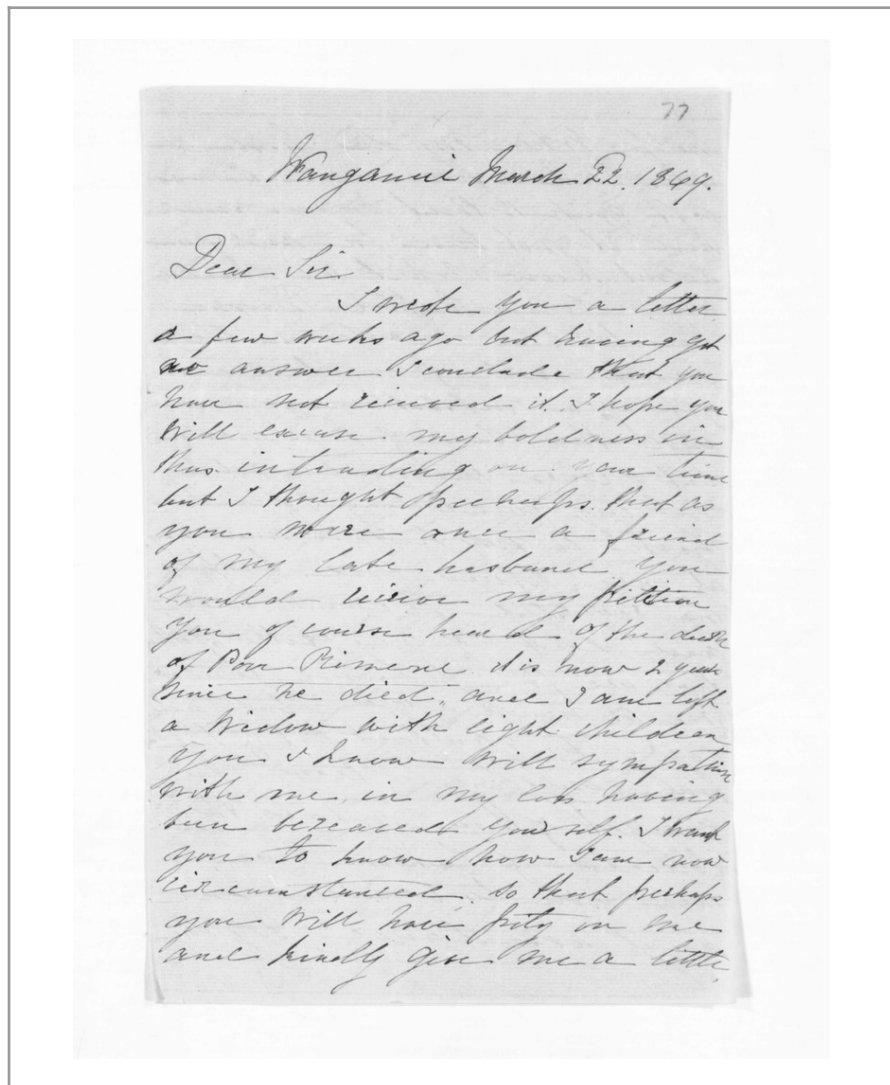 77
Wanganui March 22. 1869.
Dear Sir
I wrote you a letter
a few weeks ago but having got
no answer I conclude that you
have not received it. I hope you
will excuse my boldness in
thus intruding on your time
but I thought perhaps that as
you were once a friend
of my late husband you
would receive my petition
You of course heard of the death
of Poor it is now 2 years
since he died, and I am left
a widow with eight children
You I know will sympathise
with me in my loss having
been bereaved yourself. I want
you to know how I am now
circumstanced, so that perhaps
you will have pity on me
and kindly give me a little